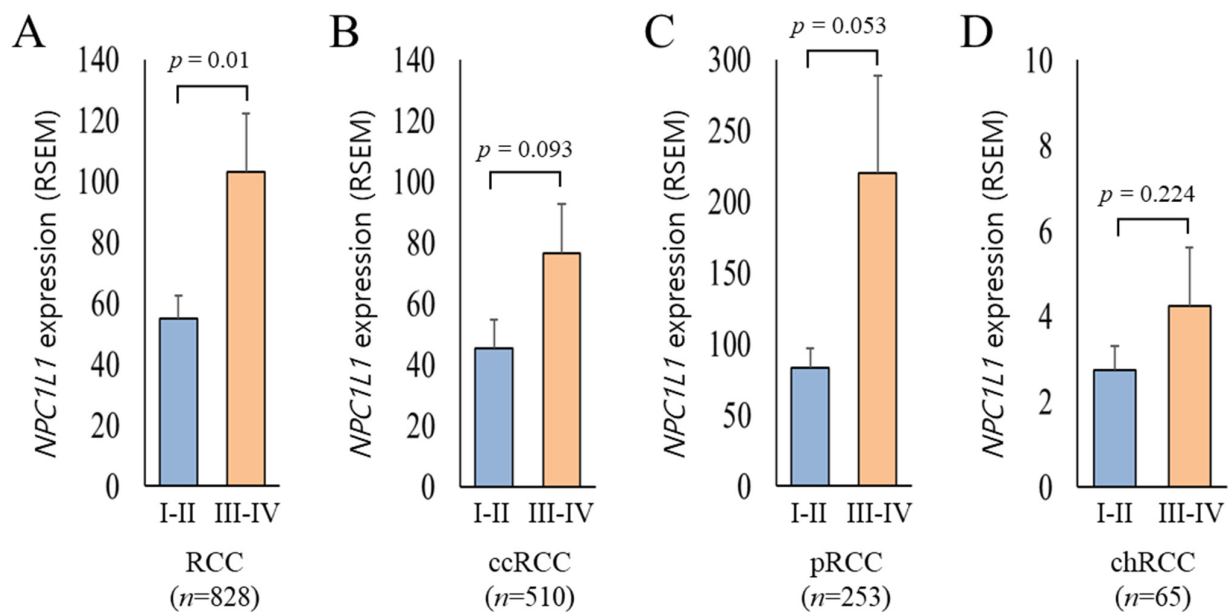 A
NPC1L1 expression (RSEM)
140
120
100
80
60
40
20
0
p = 0.01
I-II III-IV
RCC
(n=828)
B
NPC1L1 expression (RSEM)
140
120
100
80
60
40
20
0
p = 0.093
I-II III-IV
ccRCC
(n=510)
C
NPC1L1 expression (RSEM)
300
250
200
150
100
50
0
p = 0.053
I-II III-IV
pRCC
(n=253)
D
NPC1L1 expression (RSEM)
10
8
6
4
2
0
p = 0.224
I-II III-IV
chRCC
(n=65)